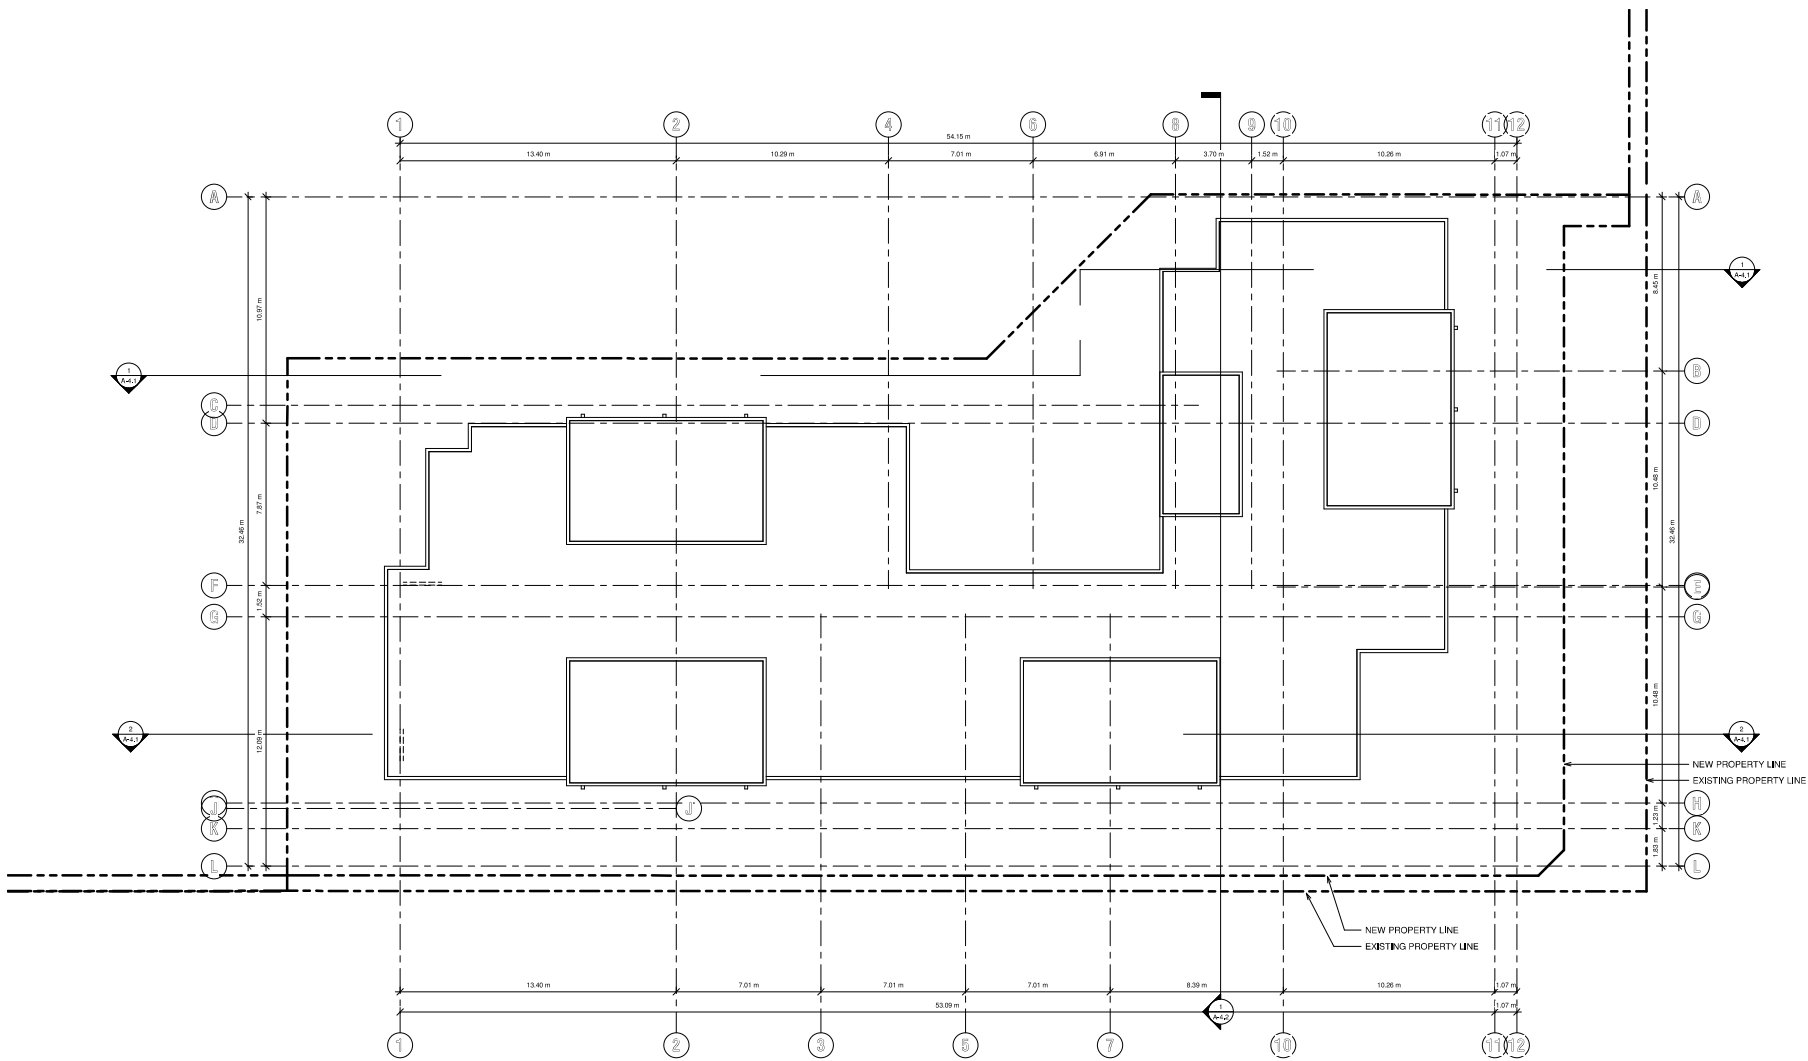 1 2 4 6 8 9 10 11 12
54.15 m
13.40 m 10.29 m 7.01 m 6.91 m 3.70 m 1.52 m 10.26 m 1.07 m
A A
10.97 m
8.45 m
1
A-4.1
1
A-4.1
B
C
D D
7.87 m
10.48 m
32.46 m
32.46 m
F E
1.52 m
G G
12.09 m
10.48 m
2
A-4.1
2
A-4.1
NEW PROPERTY LINE
EXISTING PROPERTY LINE
J J H
1.23 m
K K
1.83 m
L L
NEW PROPERTY LINE
EXISTING PROPERTY LINE
13.40 m 7.01 m 7.01 m 7.01 m 8.39 m 10.26 m 1.07 m
53.09 m 1.07 m
1
A-4.2
1 2 3 5 7 10 11 12